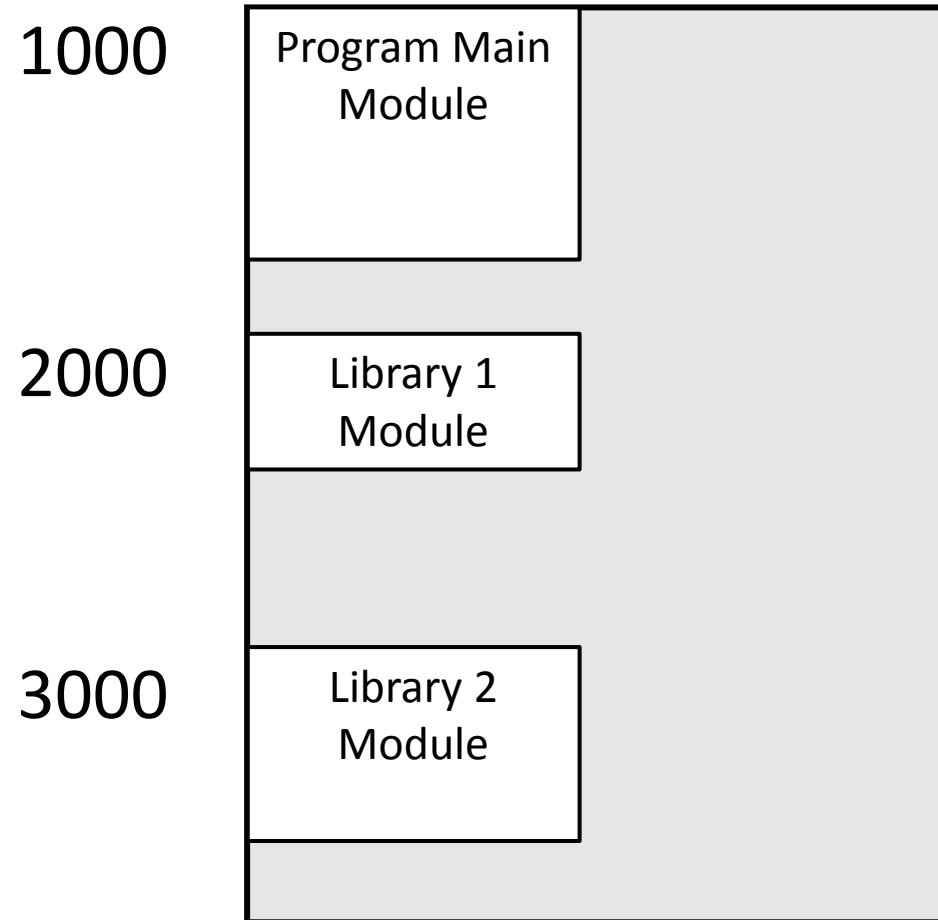 1000
Program Main
Module
2000
Library 1
Module
3000
Library 2
Module